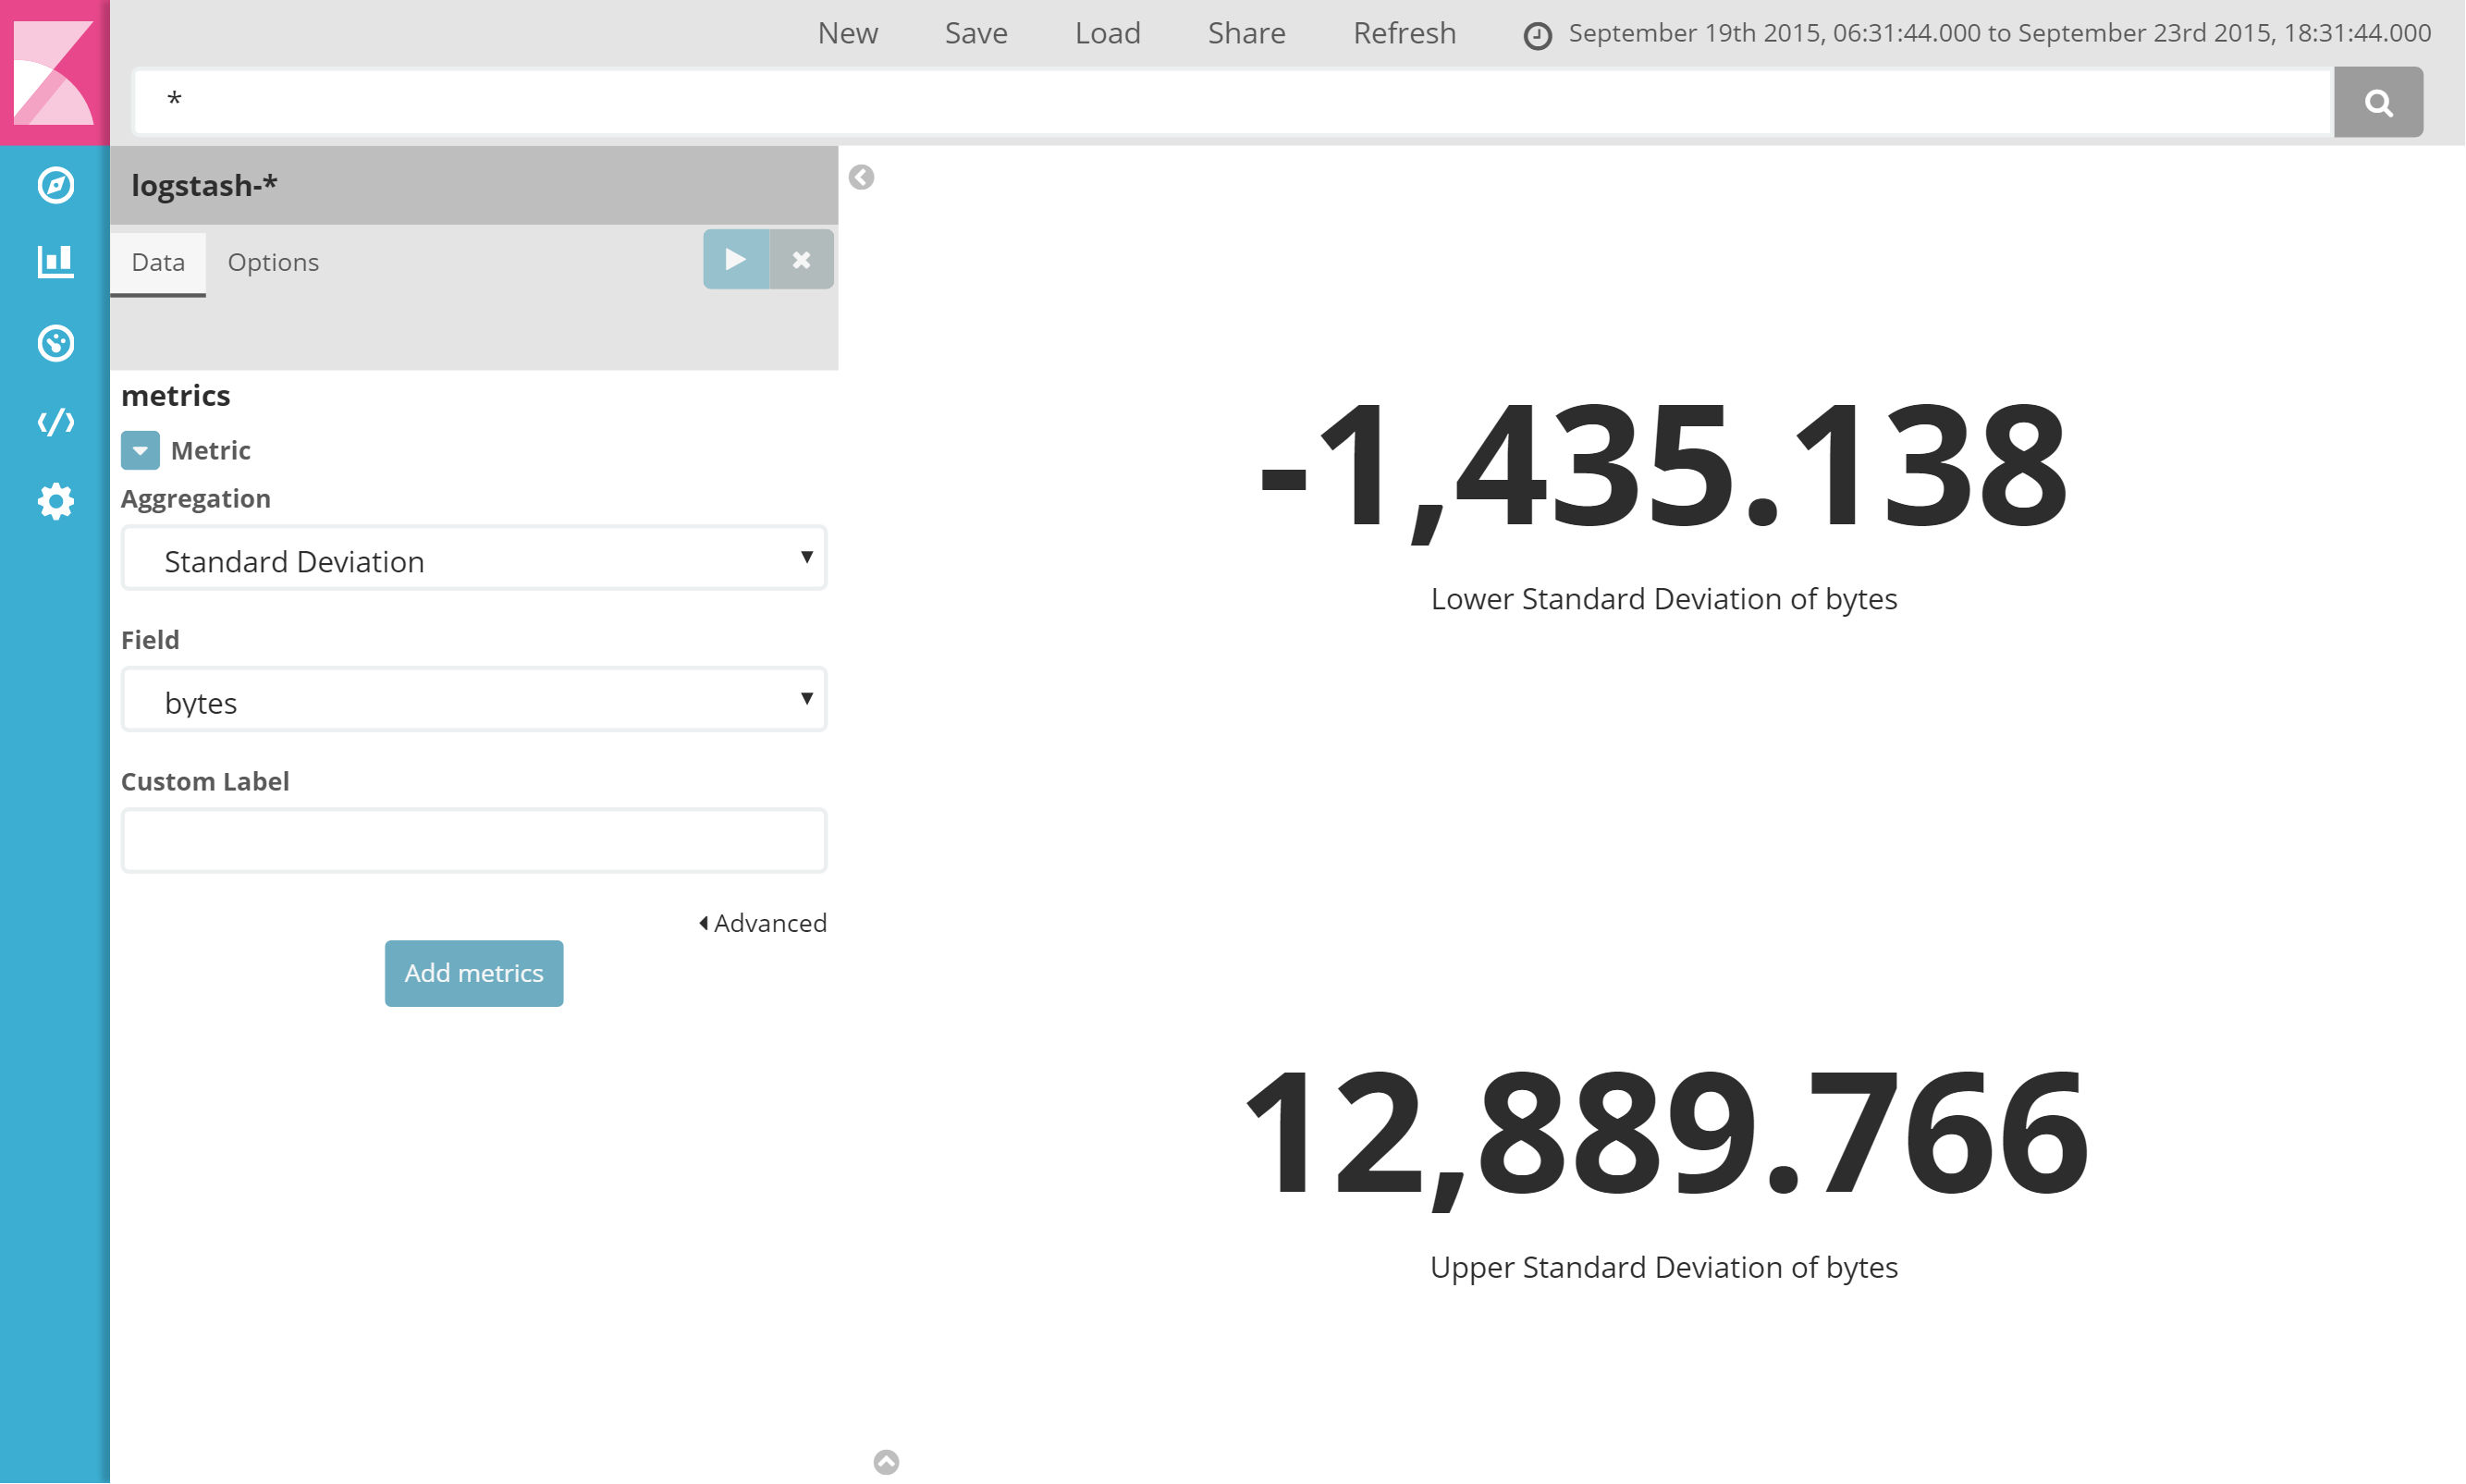 New Save Load Share Refresh September 19th 2015, 06:31:44.000 to September 23rd 2015, 18:31:44.000
*
logstash-*
Data Options
metrics
Metric
Aggregation
Standard Deviation
Field
bytes
Custom Label
Advanced
Add metrics
-1,435.138
Lower Standard Deviation of bytes
12,889.766
Upper Standard Deviation of bytes